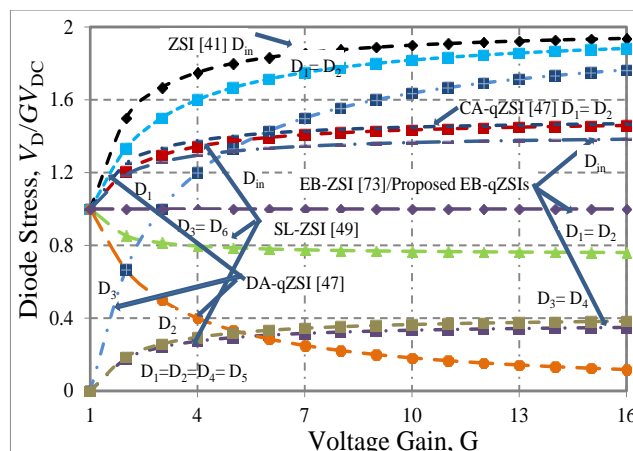 2
1.6
1.2
0.8
0.4
0
Diode Stress, V_D/GV_DC
ZSI [41] D_in
D_1= D_2
CA-qZSI [47] D_1= D_2
D_1
D_in
D_in
EB-ZSI [73]/Proposed EB-qZSIs
D_3= D_6
SL-ZSI [49]
D_1= D_2
D_3
DA-qZSI [47]
D_3= D_4
D_2
D_1=D_2=D_4= D_5
1 4 7 10 13 16
Voltage Gain, G